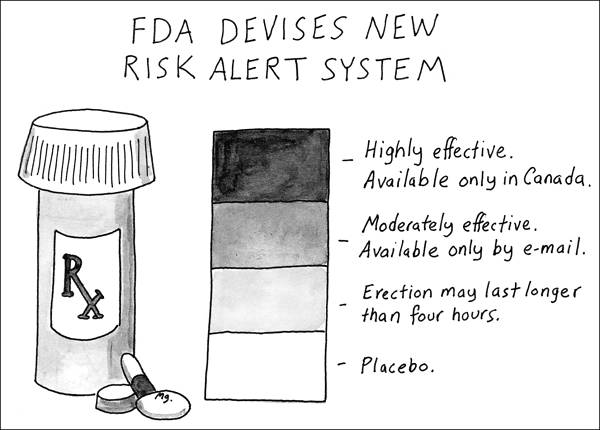 FDA DEVISES NEW
RISK ALERT SYSTEM
Highly effective.
Available only in Canada.
Moderately effective.
Available only by e-mail.
Erection may last longer
than four hours.
Placebo.
Rx
Mg.